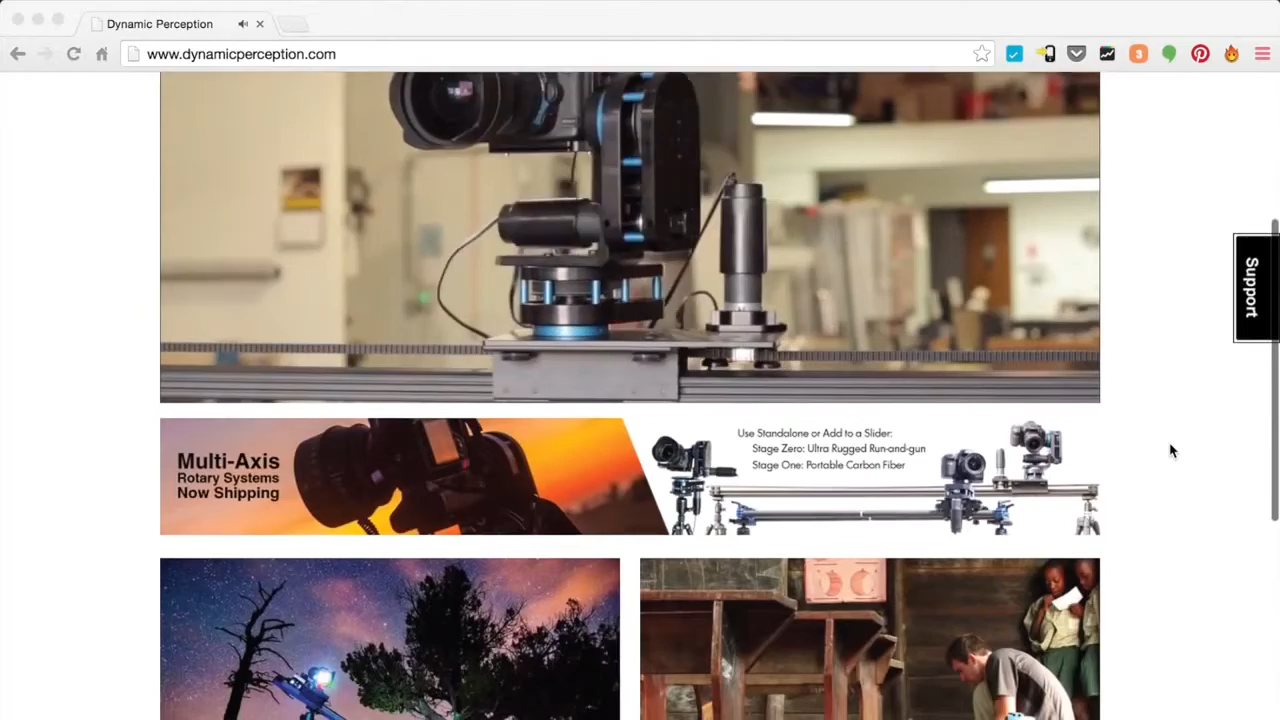 Dynamic Perception
www.dynamicperception.com
3
Support
Multi-Axis
Rotary Systems
Now Shipping
Use Standalone or Add to a Slider:
Stage Zero: Ultra Rugged Run-and-gun
Stage One: Portable Carbon Fiber